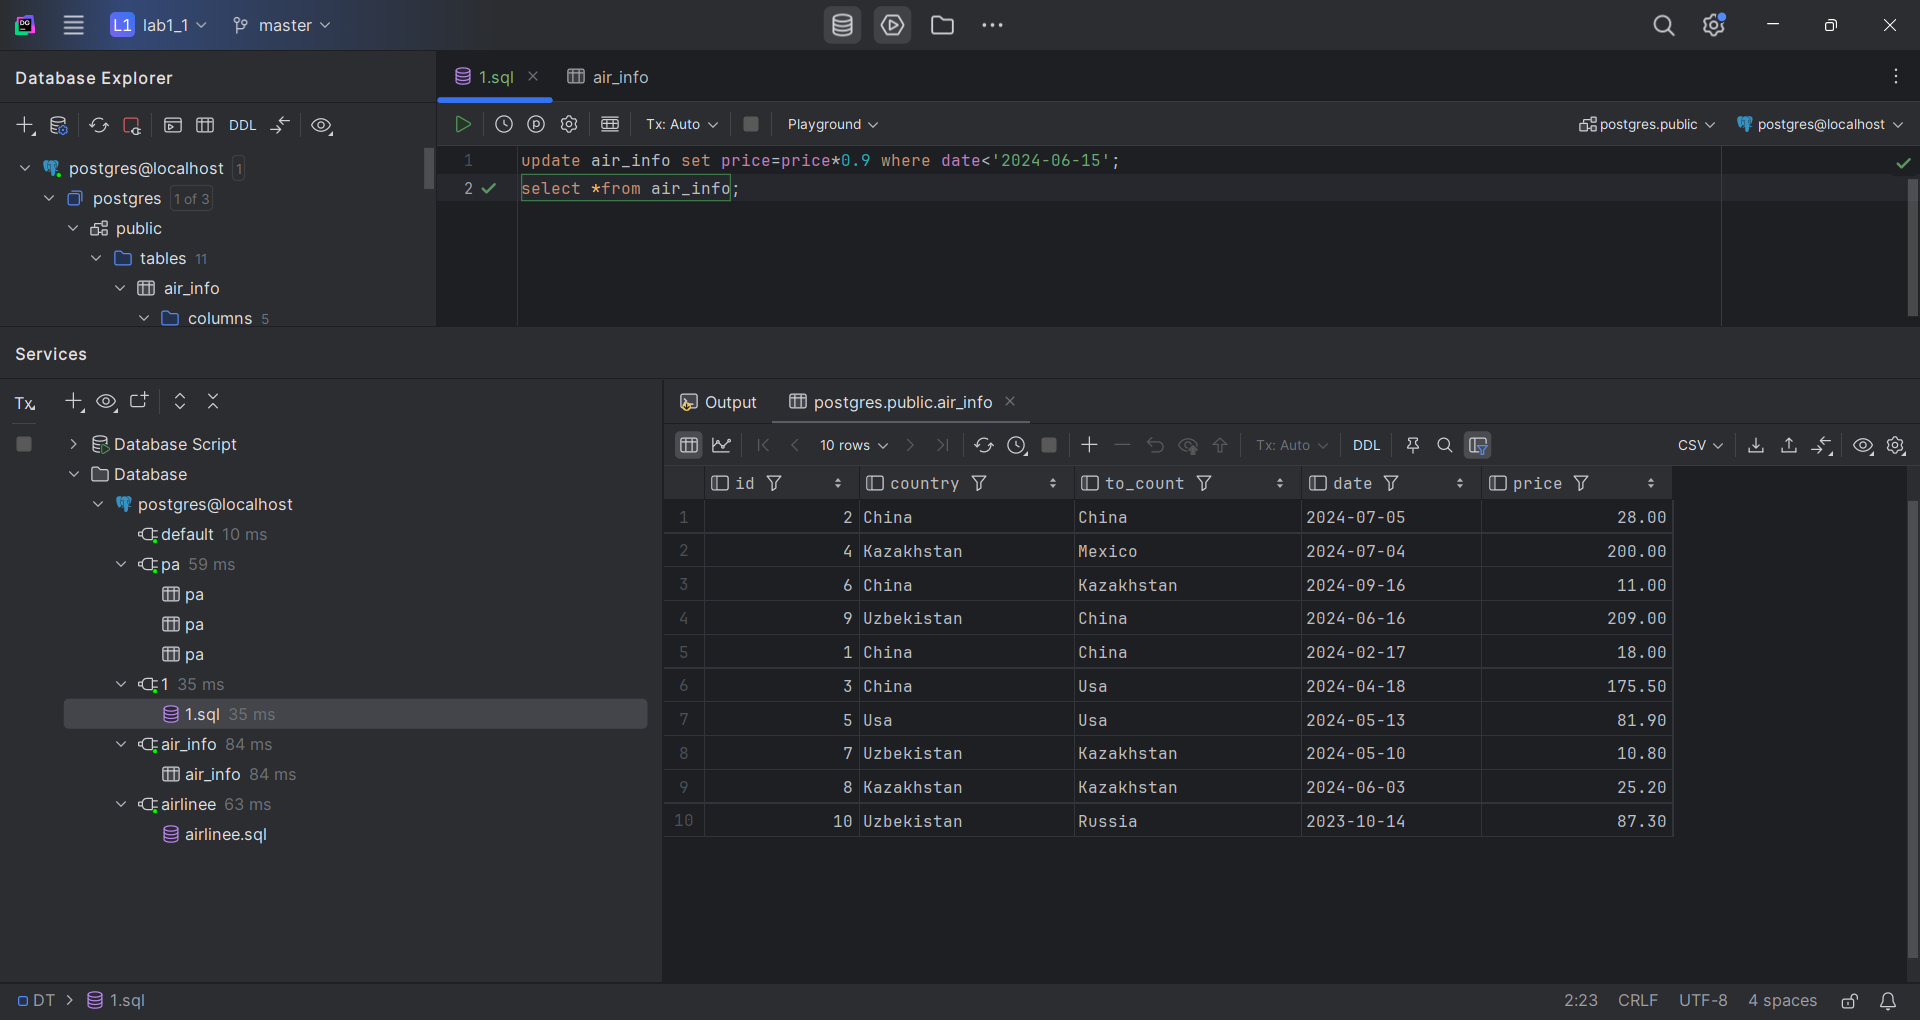 L1 lab1_1 master
Database Explorer
1.sql air_info
DDL
Tx: Auto Playground postgres.public postgres@localhost
postgres@localhost 1
postgres 1 of 3
public
tables 11
air_info
columns 5
1 update air_info set price=price*0.9 where date<'2024-06-15';
2 select *from air_info;
Services
Tx
Database Script
Database
postgres@localhost
default 10 ms
pa 59 ms
pa
pa
pa
1 35 ms
1.sql 35 ms
air_info 84 ms
air_info 84 ms
airlinee 63 ms
airlinee.sql
Output postgres.public.air_info
10 rows Tx: Auto DDL CSV
id country to_count date price
1 2 China China 2024-07-05 28.00
2 4 Kazakhstan Mexico 2024-07-04 200.00
3 6 China Kazakhstan 2024-09-16 11.00
4 9 Uzbekistan China 2024-06-16 209.00
5 1 China China 2024-02-17 18.00
6 3 China Usa 2024-04-18 175.50
7 5 Usa Usa 2024-05-13 81.90
8 7 Uzbekistan Kazakhstan 2024-05-10 10.80
9 8 Kazakhstan Kazakhstan 2024-06-03 25.20
10 10 Uzbekistan Russia 2023-10-14 87.30
DT 1.sql
2:23 CRLF UTF-8 4 spaces